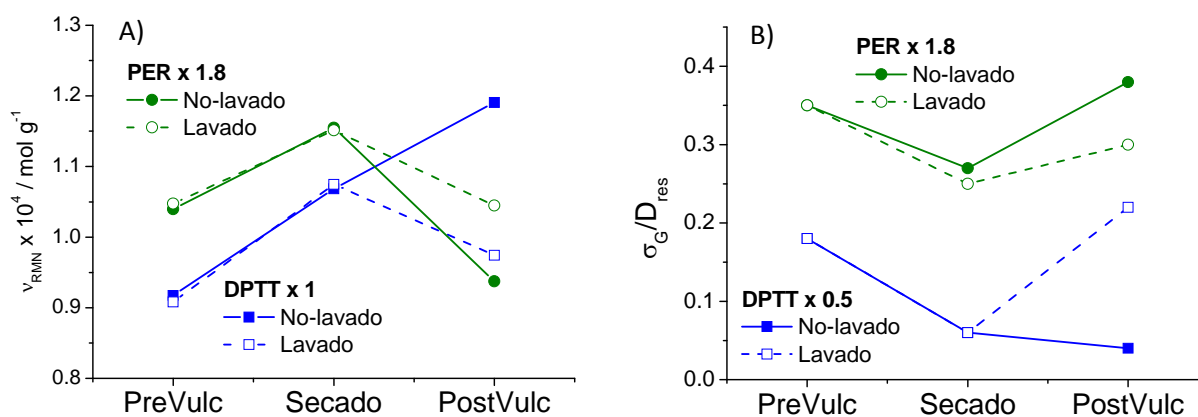 A)
PER x 1.8
No-lavado
Lavado
DPTT x 1
No-lavado
Lavado
1.3
1.2
1.1
1.0
0.9
0.8
ν_RMN x 10⁴ / mol g⁻¹
PreVulc Secado PostVulc
B)
PER x 1.8
No-lavado
Lavado
DPTT x 0.5
No-lavado
Lavado
0.4
0.3
0.2
0.1
0.0
σ_G/D_res
PreVulc Secado PostVulc